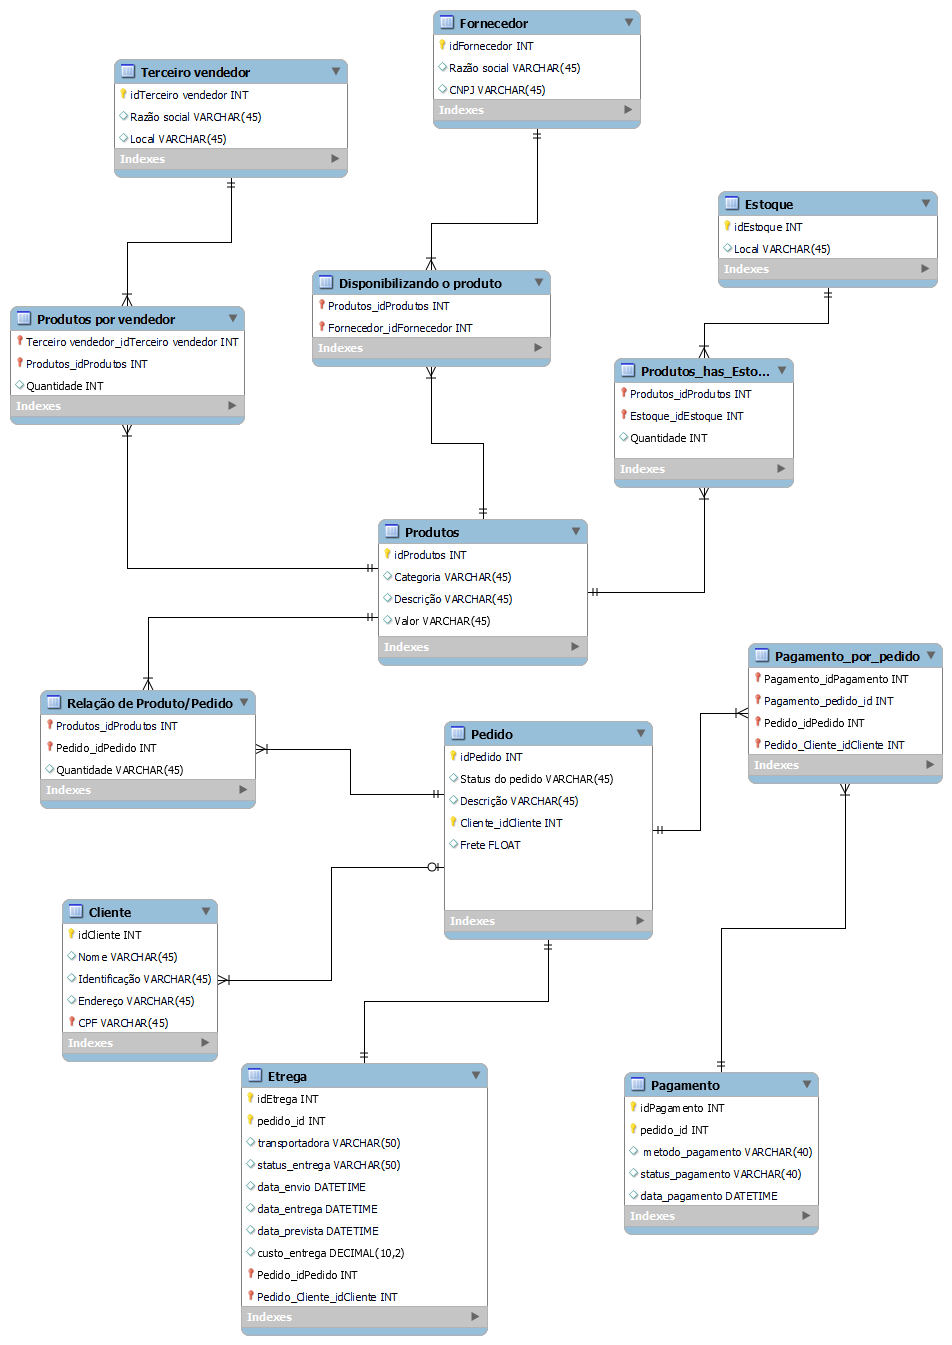 Fornecedor
idFornecedor INT
Razão social VARCHAR(45)
CNPJ VARCHAR(45)
Indexes
Terceiro vendedor
idTerceiro vendedor INT
Razão social VARCHAR(45)
Local VARCHAR(45)
Indexes
Estoque
idEstoque INT
Local VARCHAR(45)
Indexes
Disponibilizando o produto
Produtos_idProdutos INT
Fornecedor_idFornecedor INT
Indexes
Produtos por vendedor
Terceiro vendedor_idTerceiro vendedor INT
Produtos_idProdutos INT
Quantidade INT
Indexes
Produtos_has_Esto...
Produtos_idProdutos INT
Estoque_idEstoque INT
Quantidade INT
Indexes
Produtos
idProdutos INT
Categoria VARCHAR(45)
Descrição VARCHAR(45)
Valor VARCHAR(45)
Indexes
Pagamento_por_pedido
Pagamento_idPagamento INT
Pagamento_pedido_id INT
Pedido_idPedido INT
Pedido_Cliente_idCliente INT
Indexes
Relação de Produto/Pedido
Produtos_idProdutos INT
Pedido_idPedido INT
Quantidade VARCHAR(45)
Indexes
Pedido
idPedido INT
Status do pedido VARCHAR(45)
Descrição VARCHAR(45)
Cliente_idCliente INT
Frete FLOAT
Indexes
Cliente
idCliente INT
Nome VARCHAR(45)
Identificação VARCHAR(45)
Endereço VARCHAR(45)
CPF VARCHAR(45)
Indexes
Etrega
idEtrega INT
pedido_id INT
transportadora VARCHAR(50)
status_entrega VARCHAR(50)
data_envio DATETIME
data_entrega DATETIME
data_prevista DATETIME
custo_entrega DECIMAL(10,2)
Pedido_idPedido INT
Pedido_Cliente_idCliente INT
Indexes
Pagamento
idPagamento INT
pedido_id INT
metodo_pagamento VARCHAR(40)
status_pagamento VARCHAR(40)
data_pagamento DATETIME
Indexes